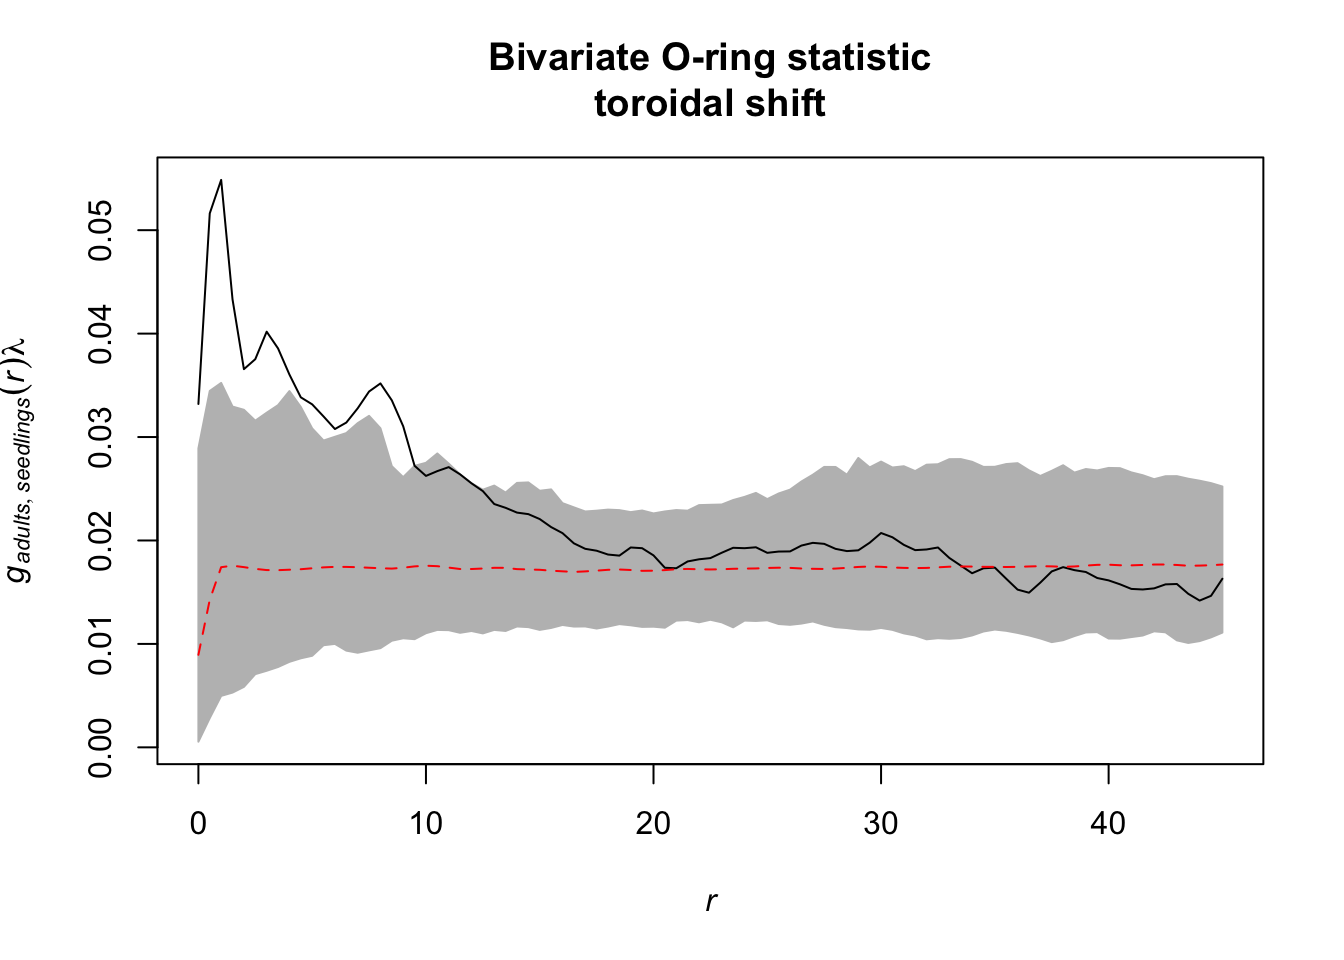 Bivariate O-ring statistic
toroidal shift
g adults, seedlings(r)λ
0.05
0.04
0.03
0.02
0.01
0.00
0 10 20 30 40
r